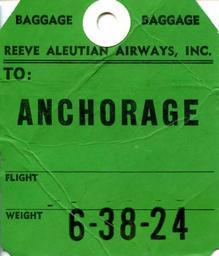 BAGGAGE BAGGAGE
REEVE ALEUTIAN AIRWAYS, INC.
TO:
ANCHORAGE
FLIGHT
WEIGHT 6-38-24